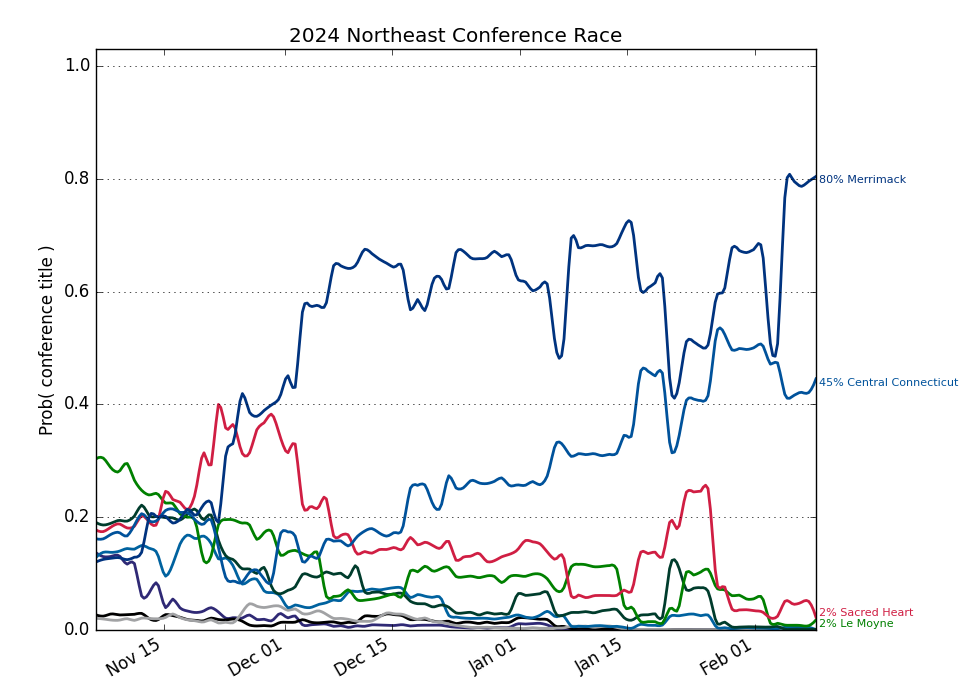 2024 Northeast Conference Race
Prob( conference title )
1.0
0.8
0.6
0.4
0.2
0.0
80% Merrimack
45% Central Connecticut
2% Sacred Heart
2% Le Moyne
Nov 15
Dec 01
Dec 15
Jan 01
Jan 15
Feb 01